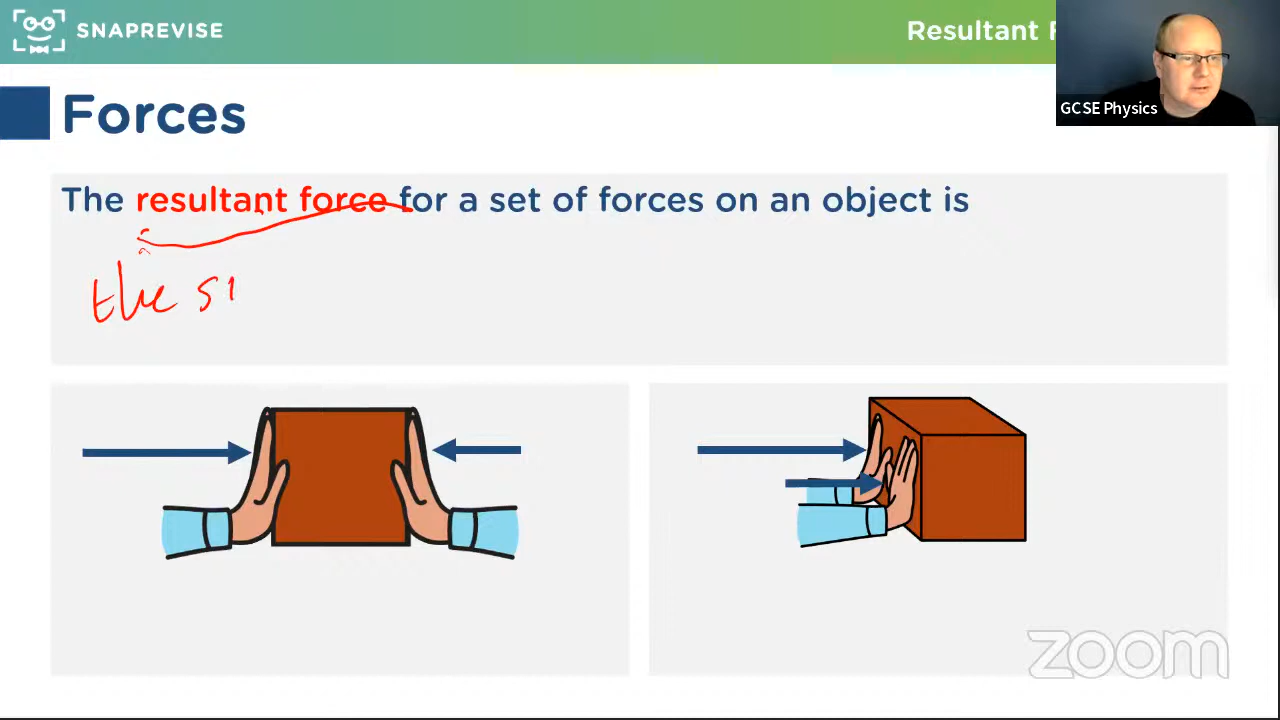 SNAPREVISE
Resultant F
GCSE Physics
Forces
The resultant force for a set of forces on an object is
the
zoom